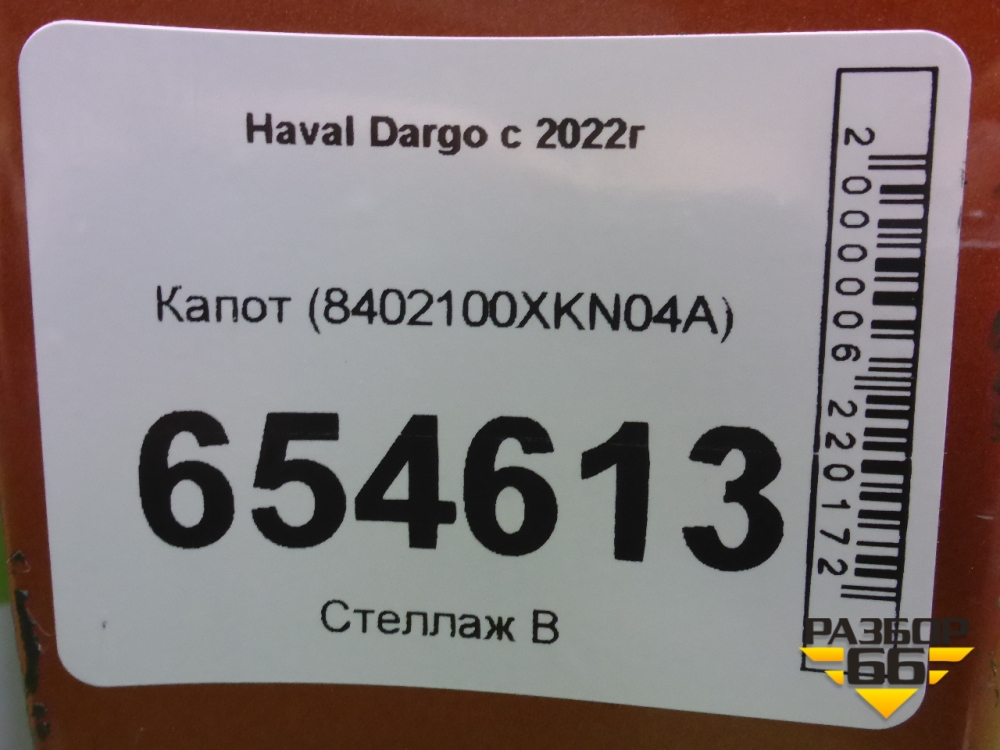 Haval Dargo с 2022г
Капот (8402100XKN04A)
654613
Стеллаж В
2000006220172
РАЗБОР
66